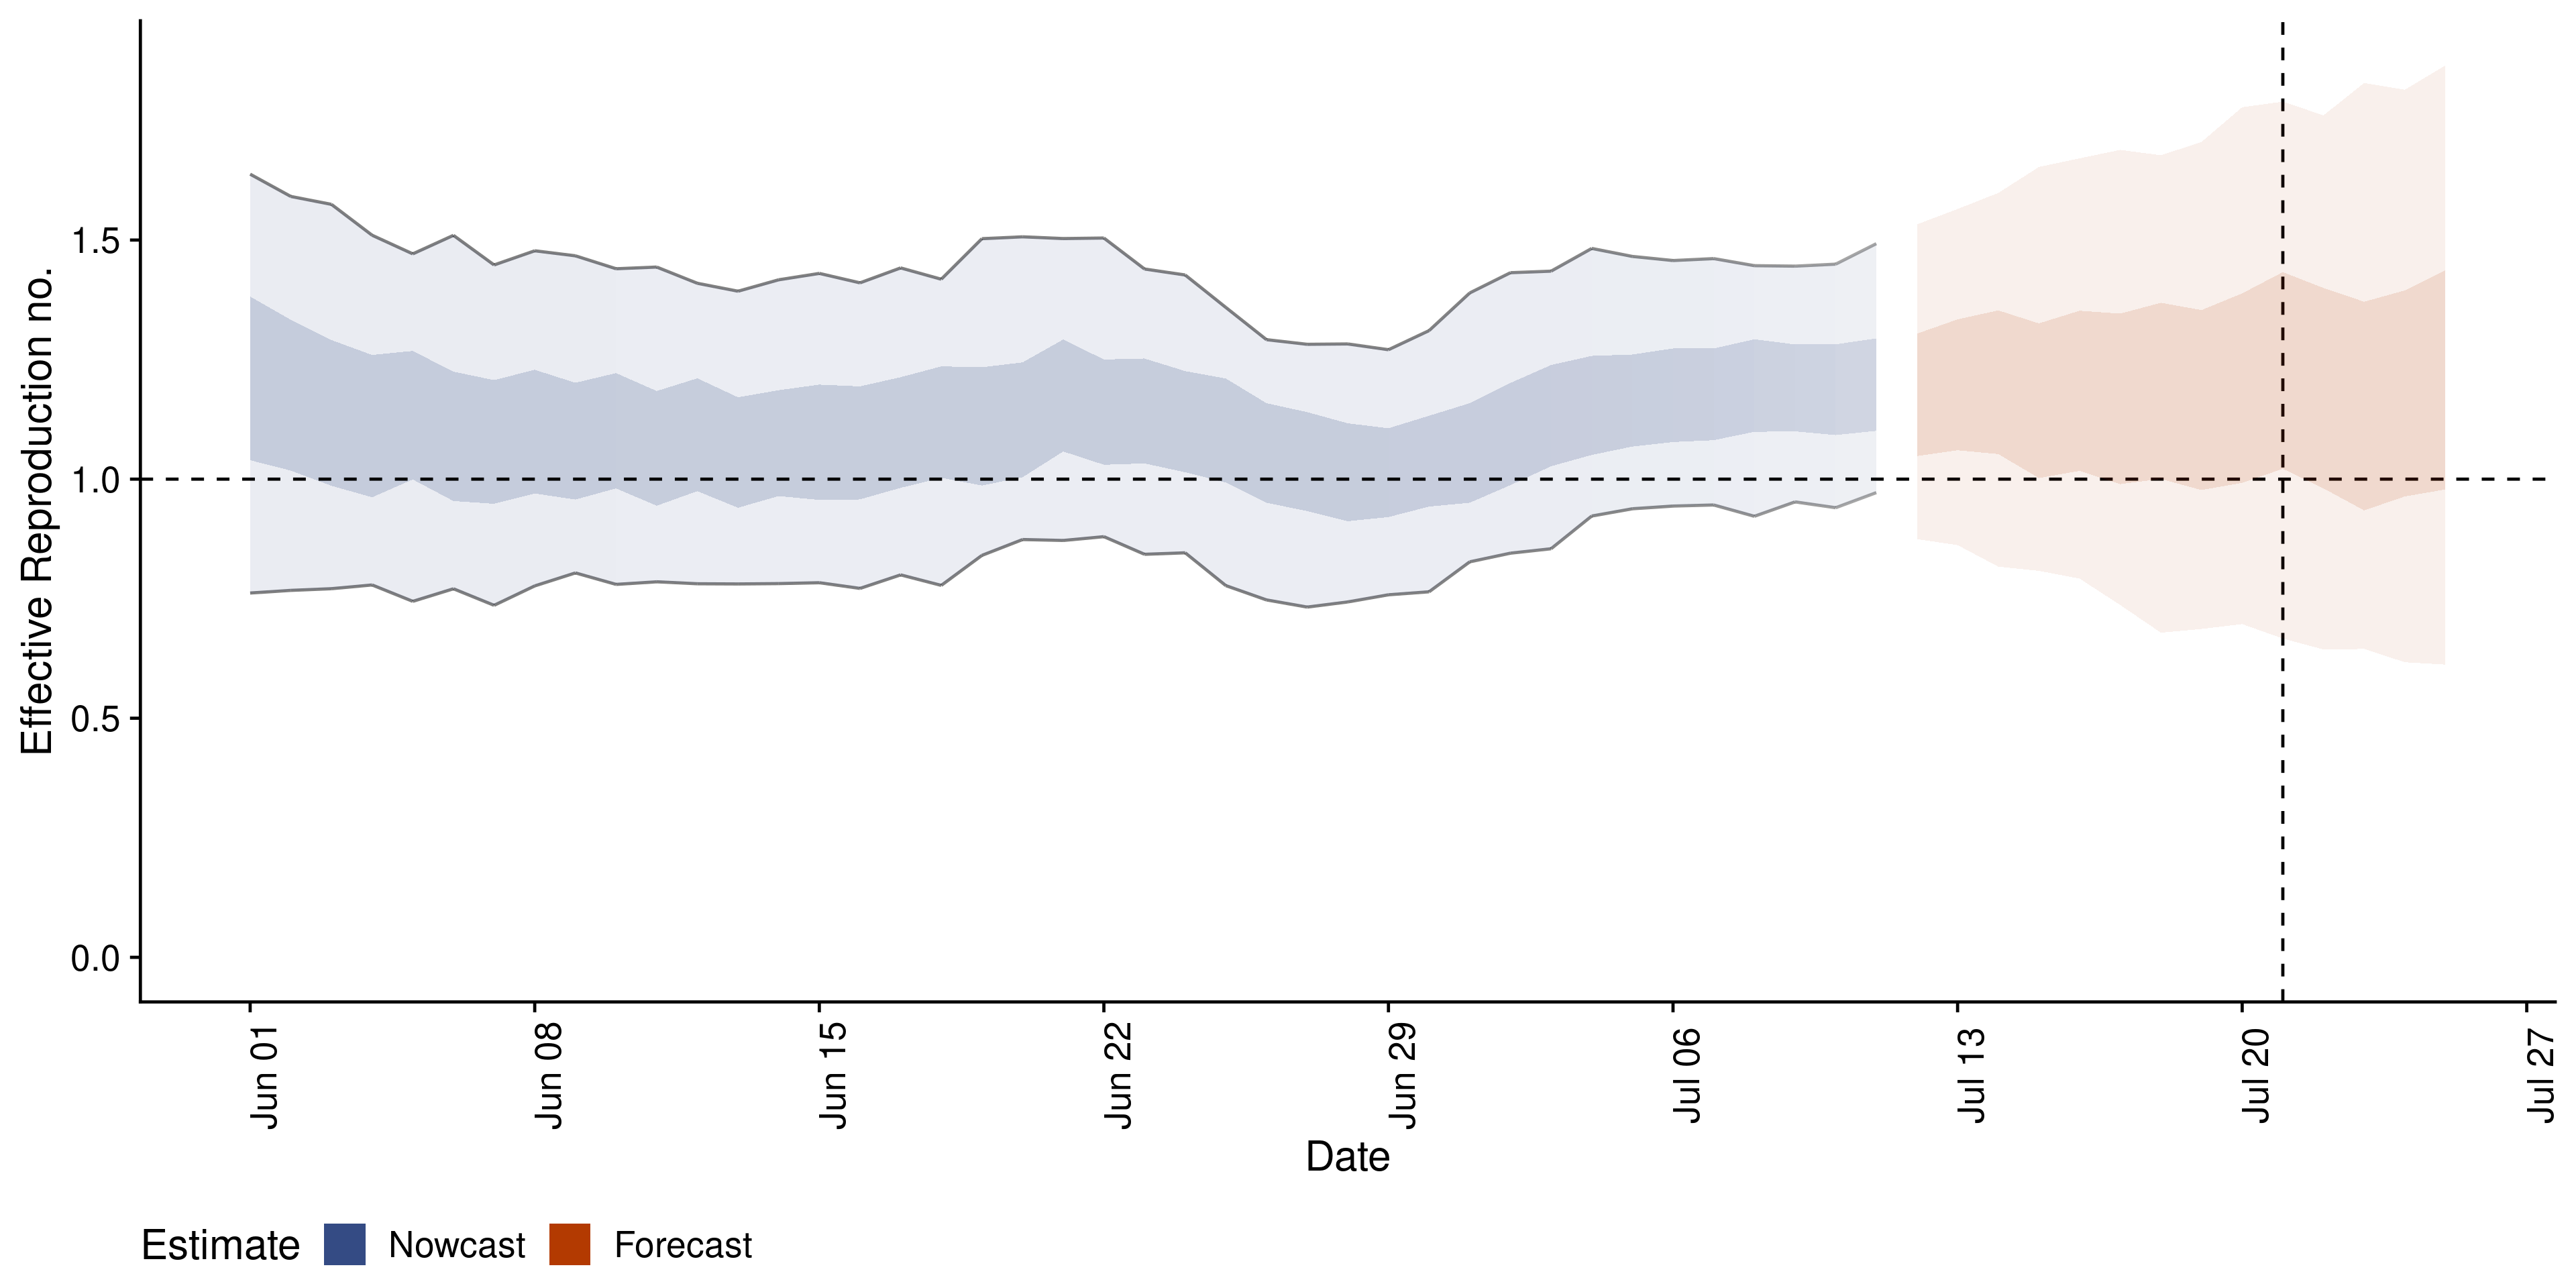 Effective Reproduction no.
1.5
1.0
0.5
0.0
Jun 01
Jun 08
Jun 15
Jun 22
Jun 29
Jul 06
Jul 13
Jul 20
Jul 27
Date
Estimate Nowcast Forecast